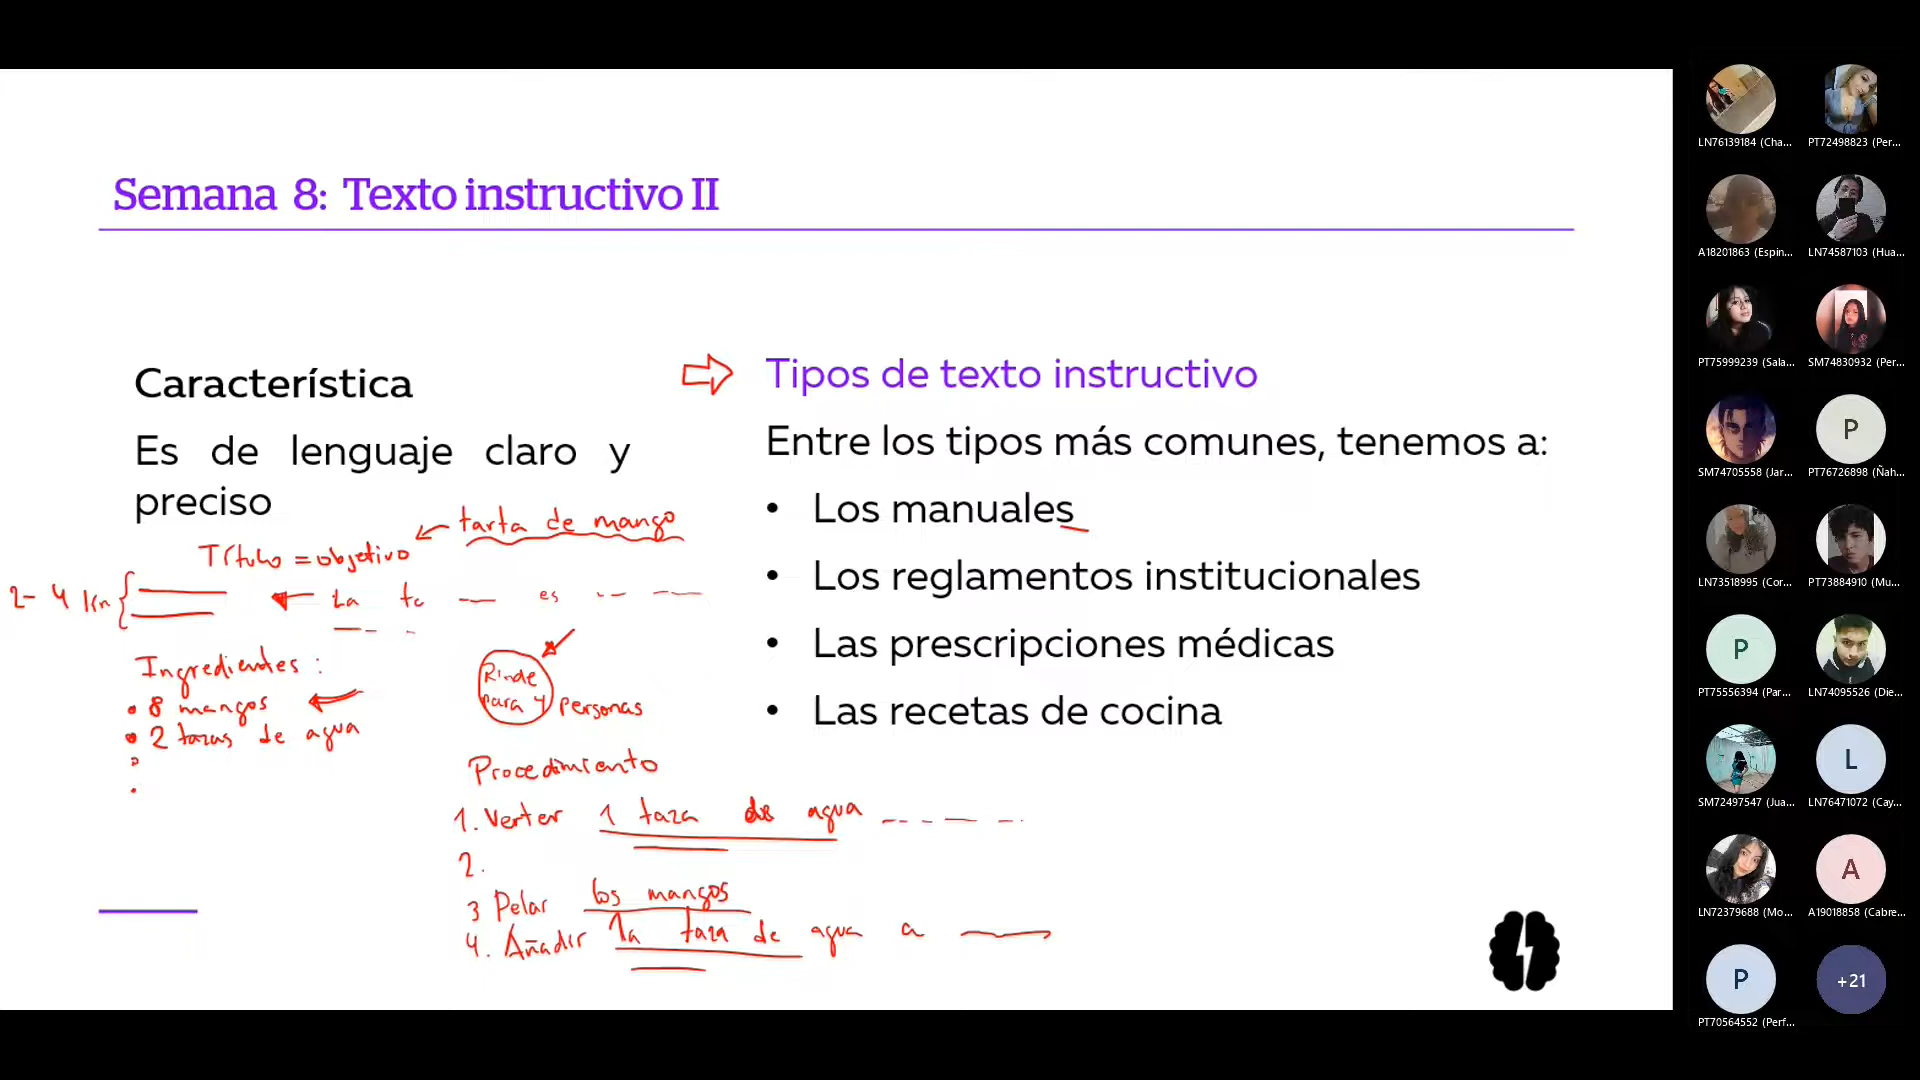 Semana 8: Texto instructivo II
Característica
Es de lenguaje claro y
preciso
tarta de mango
Título = objetivo
2- 4 lin
La ta es
Ingredientes :
• 8 mangos
• 2 tazas de agua
Rinde
para 4 personas
Procedimiento
1. Verter 1 taza de agua
2.
3 Pelar los mangos
4. Añadir 1a taza de agua a
Tipos de texto instructivo
Entre los tipos más comunes, tenemos a:
• Los manuales
• Los reglamentos institucionales
• Las prescripciones médicas
• Las recetas de cocina
LN76139184 (Cha...
PT72498823 (Per...
A18201863 (Espin...
LN74587103 (Hua...
PT75999239 (Sala...
SM74830932 (Per...
SM74705558 (Jar...
P
PT76726898 (Ñah...
LN73518995 (Cor...
PT73884910 (Mu...
P
PT75556394 (Par...
LN74095526 (Die...
SM72497547 (Jua...
L
LN76471072 (Cay...
LN72379688 (Mo...
A
A19018858 (Cabre...
P
PT70564552 (Perf...
+21